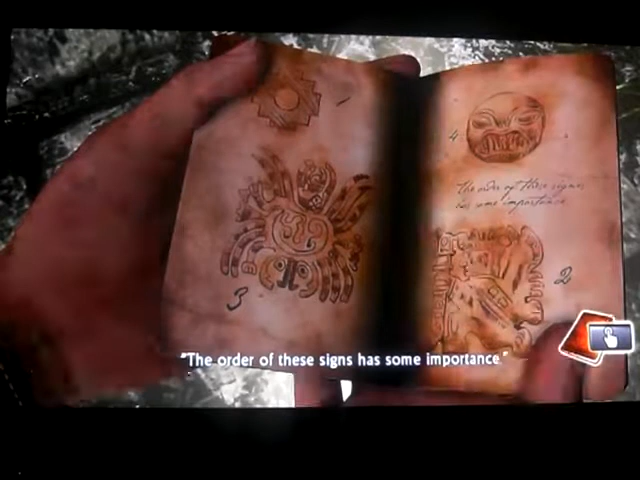 1
3
4
The order of these signs
has some importance
2
"The order of these signs has some importance"